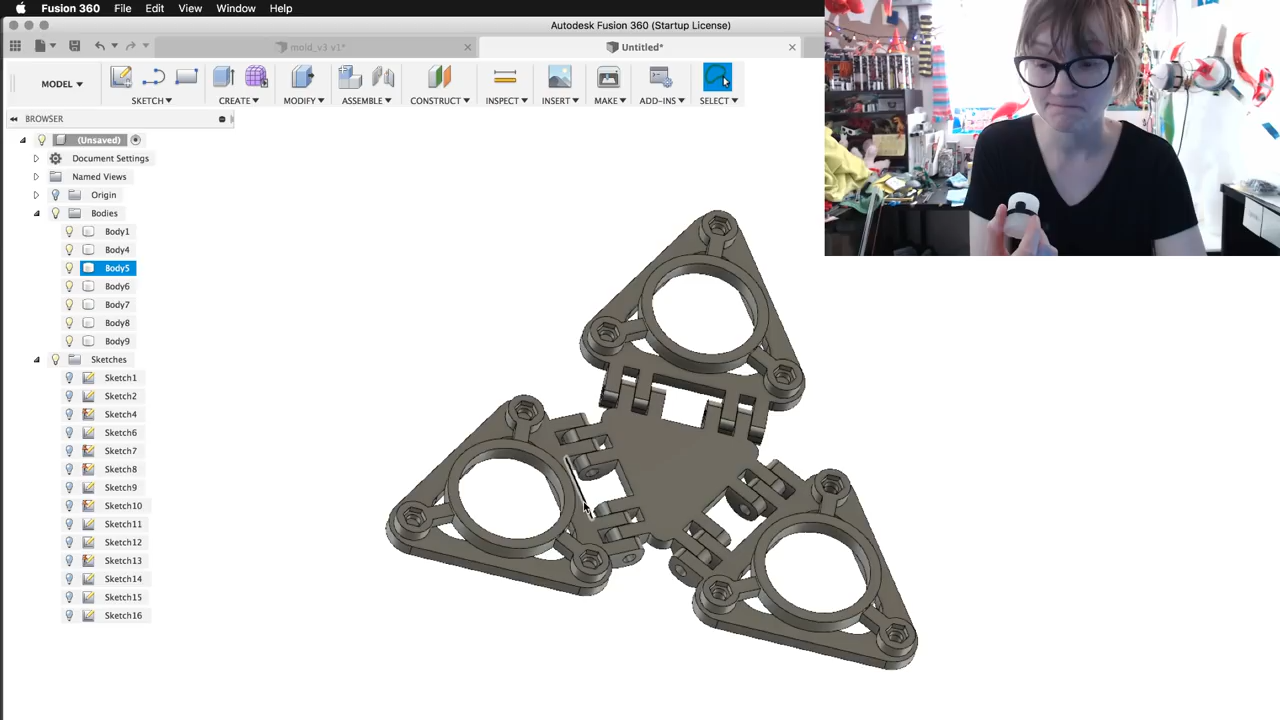 Fusion 360 File Edit View Window Help
Autodesk Fusion 360 (Startup License)
mold_v3 v1* Untitled*
MODEL SKETCH CREATE MODIFY ASSEMBLE CONSTRUCT INSPECT INSERT MAKE ADD-INS SELECT
BROWSER
(Unsaved)
Document Settings
Named Views
Origin
Bodies
Body1
Body4
Body5
Body6
Body7
Body8
Body9
Sketches
Sketch1
Sketch2
Sketch4
Sketch6
Sketch7
Sketch8
Sketch9
Sketch10
Sketch11
Sketch12
Sketch13
Sketch14
Sketch15
Sketch16